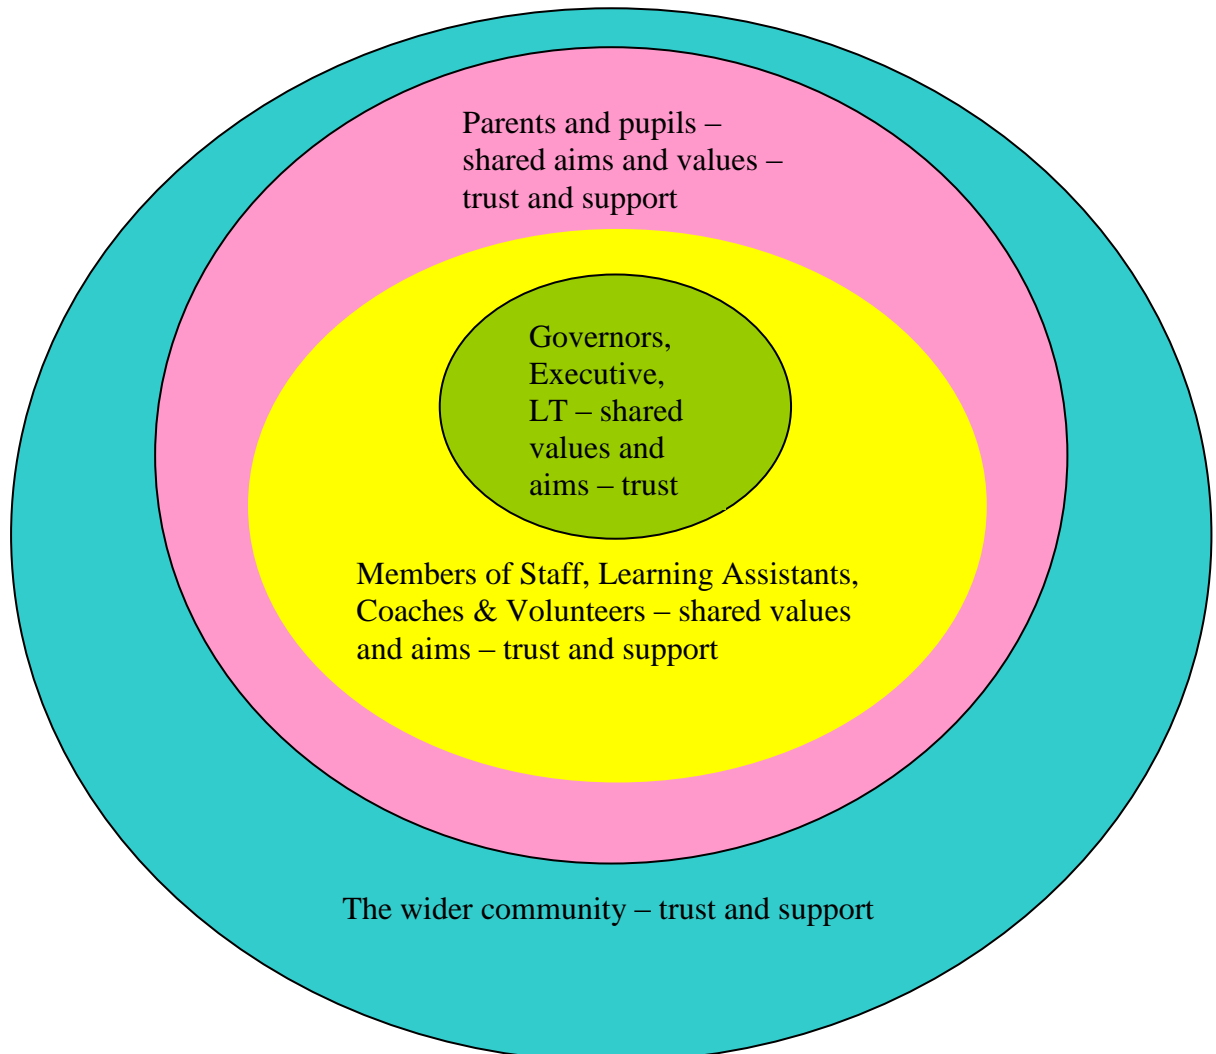 Parents and pupils –
shared aims and values –
trust and support
Governors,
Executive,
LT – shared
values and
aims – trust
Members of Staff, Learning Assistants,
Coaches & Volunteers – shared values
and aims – trust and support
The wider community – trust and support